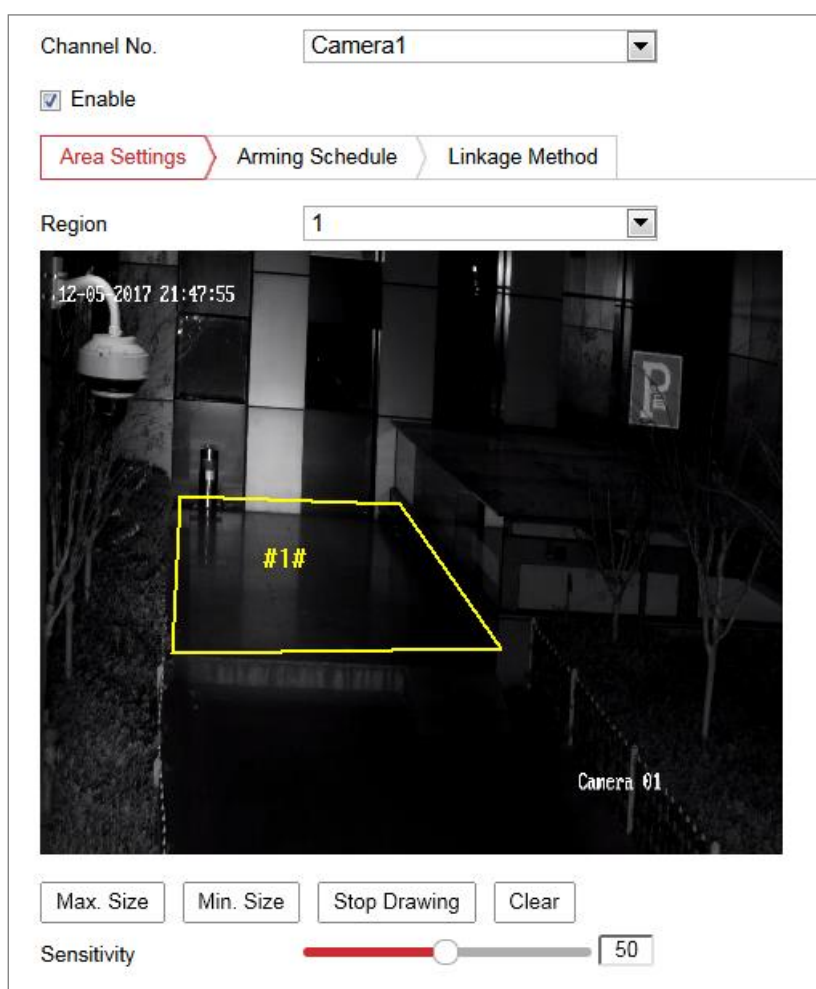 Channel No. Camera1
Enable
Area Settings Arming Schedule Linkage Method
Region 1
12-05-2017 21:47:55
P
#1#
Camera 01
Max. Size Min. Size Stop Drawing Clear
Sensitivity 50